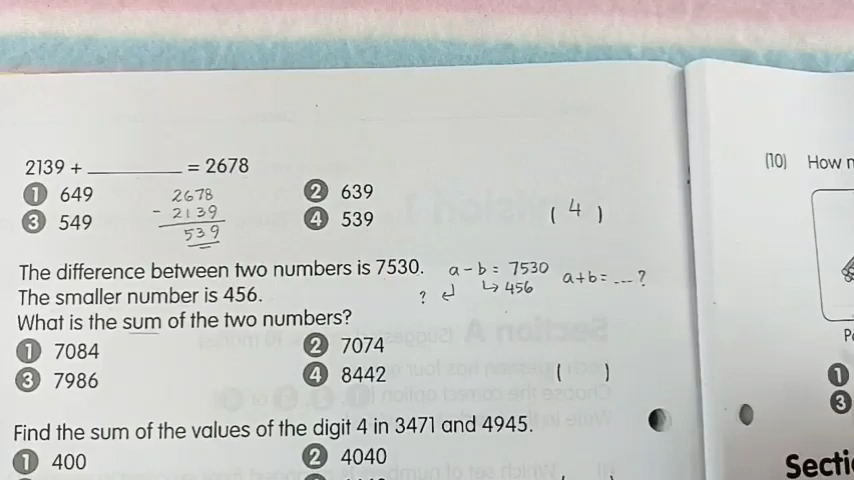 2139 + ________ = 2678
1 649
2 639
3 549
4 539
2678
- 2139
539
( 4 )
The difference between two numbers is 7530.
The smaller number is 456.
What is the sum of the two numbers?
a - b = 7530
? ↲ ↳ 456
a + b = ... ?
1 7084
2 7074
3 7986
4 8442
( )
Find the sum of the values of the digit 4 in 3471 and 4945.
1 400
2 4040
(10) How
1
3